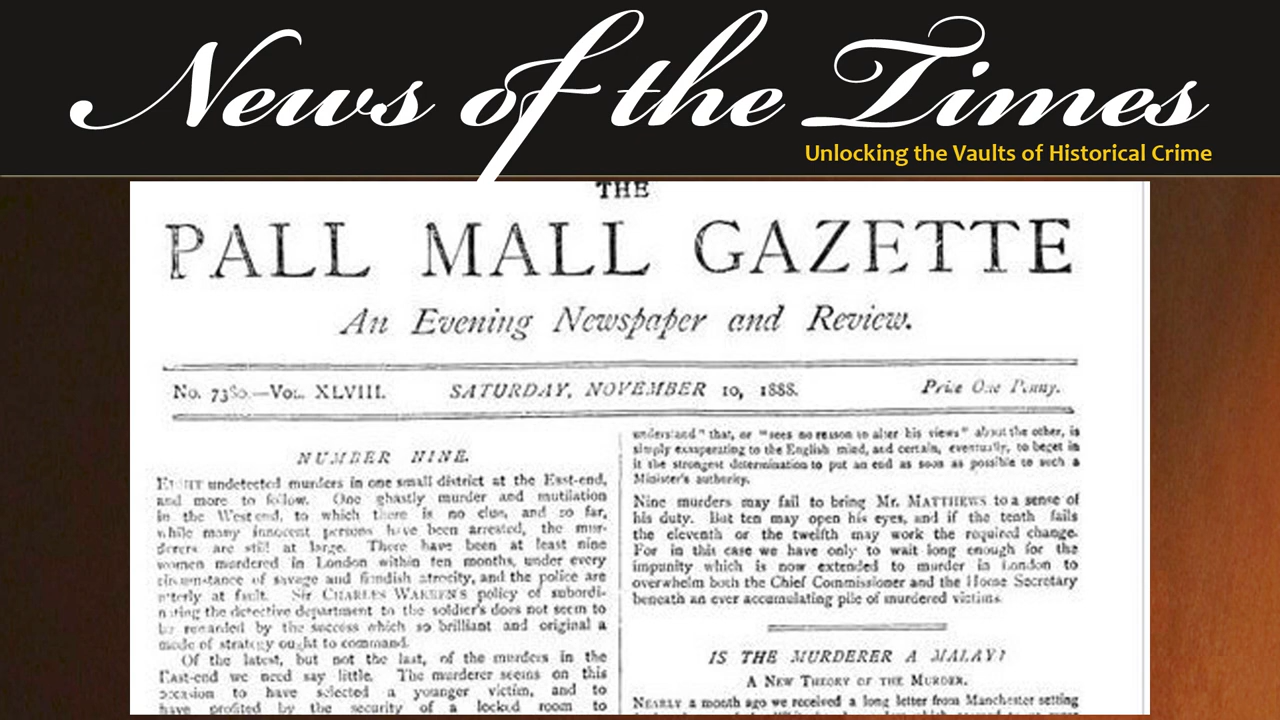 News of the Times
Unlocking the Vaults of Historical Crime
THE
PALL MALL GAZETTE
An Evening Newspaper and Review.
No. 7380.—Vol. XLVIII.
SATURDAY, NOVEMBER 10, 1888.
Price One Penny.
NUMBER NINE.
EIGHT undetected murders in one small district at the East-end,
and more to follow. One ghastly murder and mutilation
in the West end, to which there is no clue, and so far,
while many innocent persons have been arrested, the mur-
derers are still at large. There have been at least nine
women murdered in London within ten months, under every
circumstance of savage and fiendish atrocity, and the police are
utterly at fault. Sir CHARLES WARREN'S policy of subordi-
nating the detective department to the soldier's does not seem to
be rewarded by the success which so brilliant and original a
mode of strategy ought to command.
Of the latest, but not the last, of the murders in the
East-end we need say little. The murderer seems on this
occasion to have selected a younger victim, and to
have profited by the security of a locked room to
understand" that, or "sees no reason to alter his views" about the other, is
simply exasperating to the English mind, and certain, eventually, to beget in
it the strongest determination to put an end as soon as possible to such a
Minister's authority.
Nine murders may fail to bring Mr. MATTHEWS to a sense of
his duty. But ten may open his eyes, and if the tenth fails
the eleventh or the twelfth may work the required change.
For in this case we have only to wait long enough for the
impunity which is now extended to murder in London to
overwhelm both the Chief Commissioner and the Home Secretary
beneath an ever accumulating pile of murdered victims.
IS THE MURDERER A MALAY?
A NEW THEORY OF THE MURDER.
NEARLY a month ago we received a long letter from Manchester setting